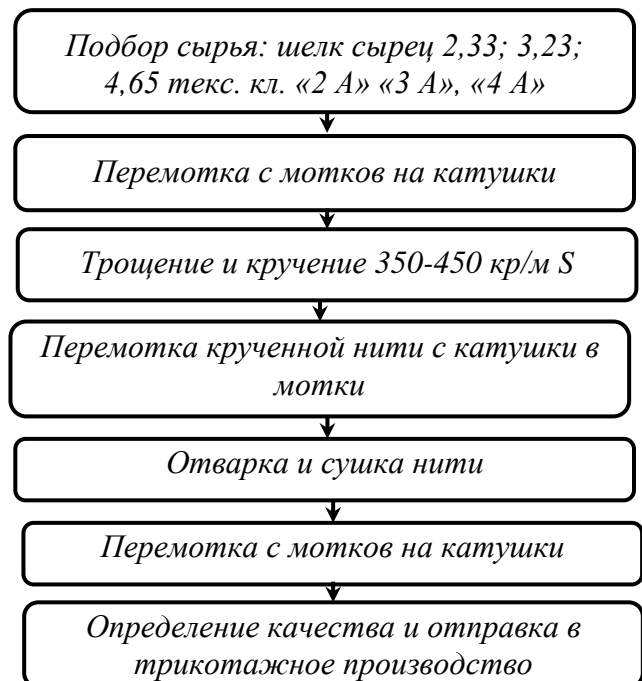 Подбор сырья: шелк сырец 2,33; 3,23;
4,65 текс. кл. «2 А» «3 А», «4 А»
Перемотка с мотков на катушки
Трощение и кручение 350-450 кр/м S
Перемотка крученной нити с катушки в
мотки
Отварка и сушка нити
Перемотка с мотков на катушки
Определение качества и отправка в
трикотажное производство